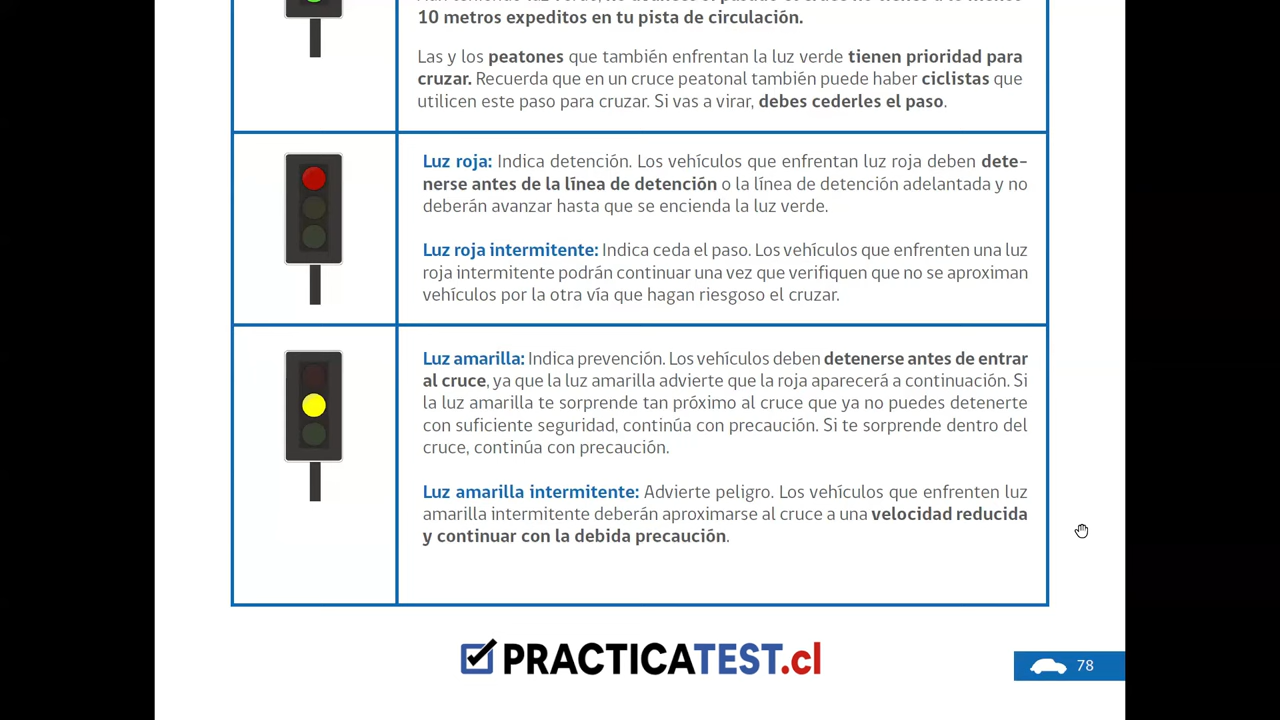 10 metros expeditos en tu pista de circulación.
Las y los peatones que también enfrentan la luz verde tienen prioridad para
cruzar. Recuerda que en un cruce peatonal también puede haber ciclistas que
utilicen este paso para cruzar. Si vas a virar, debes cederles el paso.
Luz roja: Indica detención. Los vehículos que enfrentan luz roja deben dete-
nerse antes de la línea de detención o la línea de detención adelantada y no
deberán avanzar hasta que se encienda la luz verde.
Luz roja intermitente: Indica ceda el paso. Los vehículos que enfrenten una luz
roja intermitente podrán continuar una vez que verifiquen que no se aproximan
vehículos por la otra vía que hagan riesgoso el cruzar.
Luz amarilla: Indica prevención. Los vehículos deben detenerse antes de entrar
al cruce, ya que la luz amarilla advierte que la roja aparecerá a continuación. Si
la luz amarilla te sorprende tan próximo al cruce que ya no puedes detenerte
con suficiente seguridad, continúa con precaución. Si te sorprende dentro del
cruce, continúa con precaución.
Luz amarilla intermitente: Advierte peligro. Los vehículos que enfrenten luz
amarilla intermitente deberán aproximarse al cruce a una velocidad reducida
y continuar con la debida precaución.
PRACTICATEST.cl
78